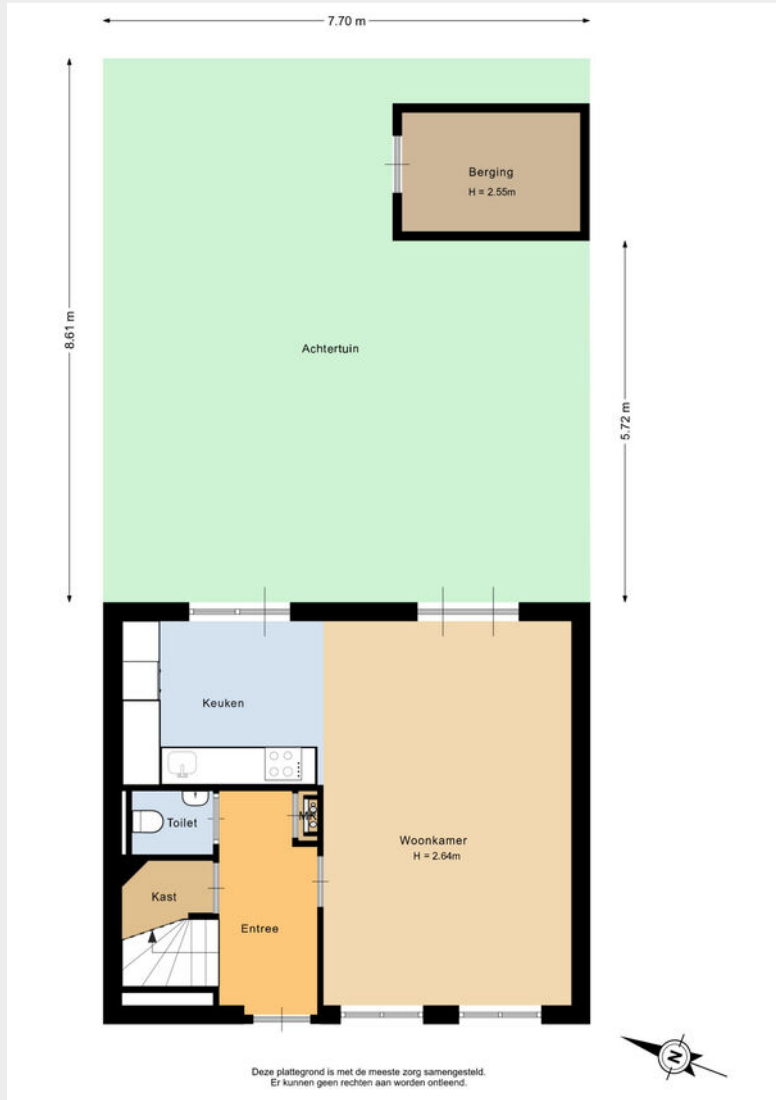 7.70 m
Berging
H = 2.55m
8.61 m
Achtertuin
5.72 m
Keuken
Toilet
Woonkamer
H = 2.64m
Kast
Entree
N
Deze plattegrond is met de meeste zorg samengesteld.
Er kunnen geen rechten aan worden ontleend.